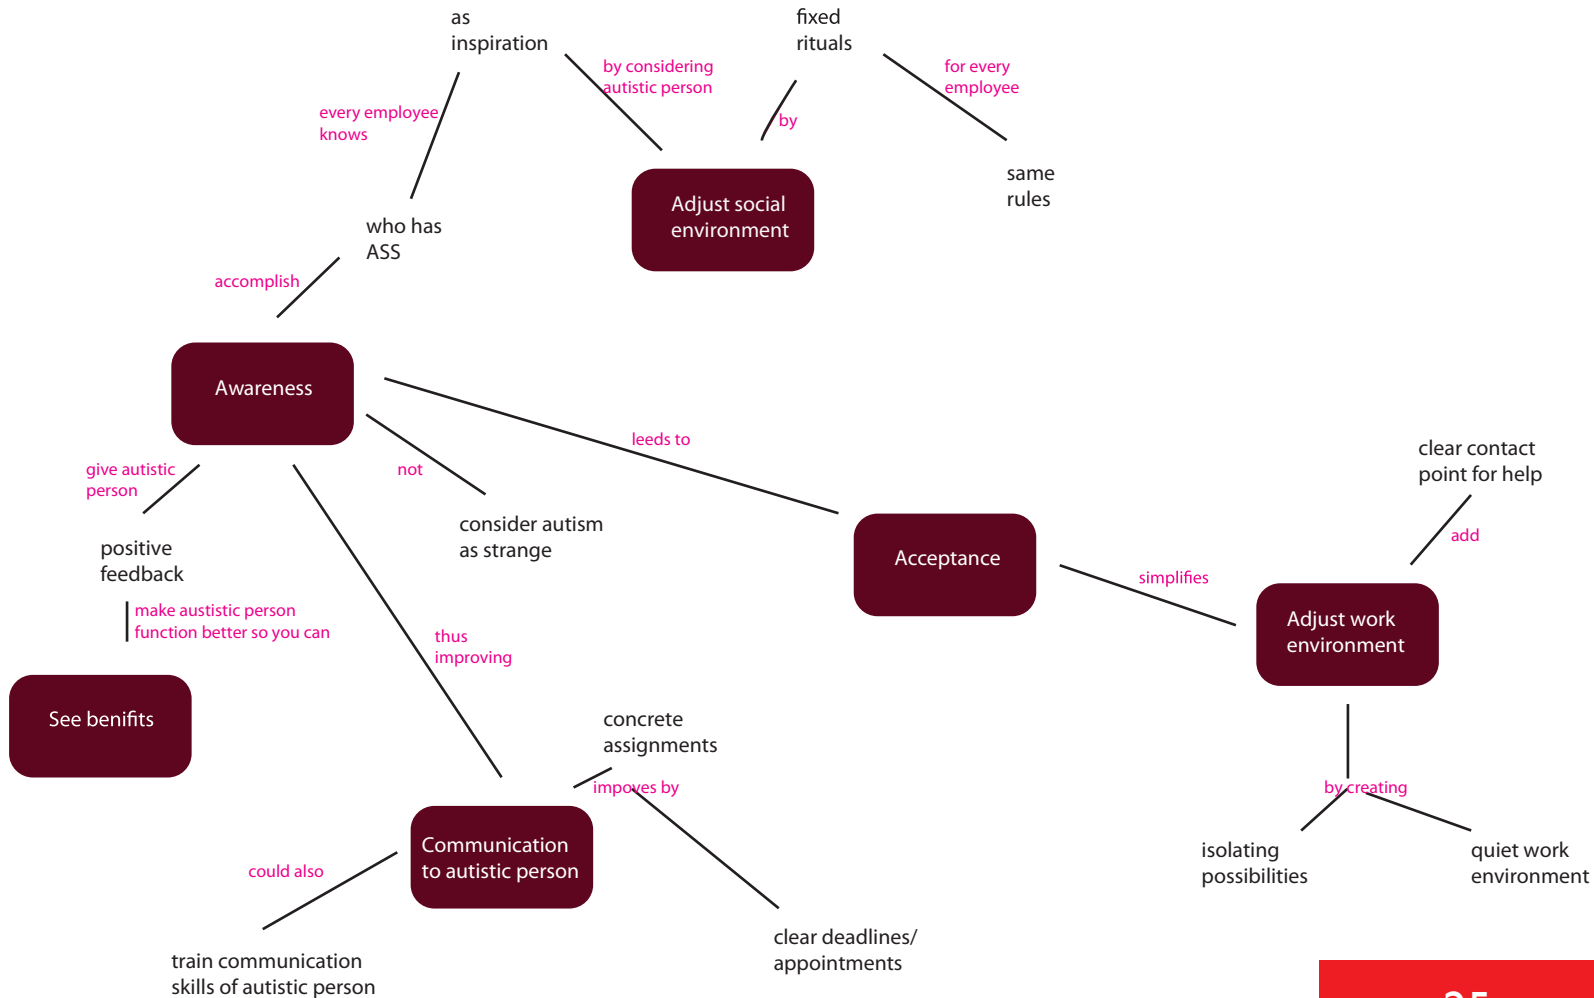 as
inspiration
fixed
rituals
by considering
autistic person
for every
employee
every employee
knows
by
same
rules
Adjust social
environment
who has
ASS
accomplish
Awareness
leeds to
give autistic
person
not
clear contact
point for help
consider autism
as strange
add
positive
feedback
Acceptance
simplifies
make austistic person
function better so you can
Adjust work
environment
thus
improving
See benifits
concrete
assignments
impoves by
by creating
Communication
to autistic person
could also
isolating
possibilities
quiet work
environment
clear deadlines/
appointments
train communication
skills of autistic person
25